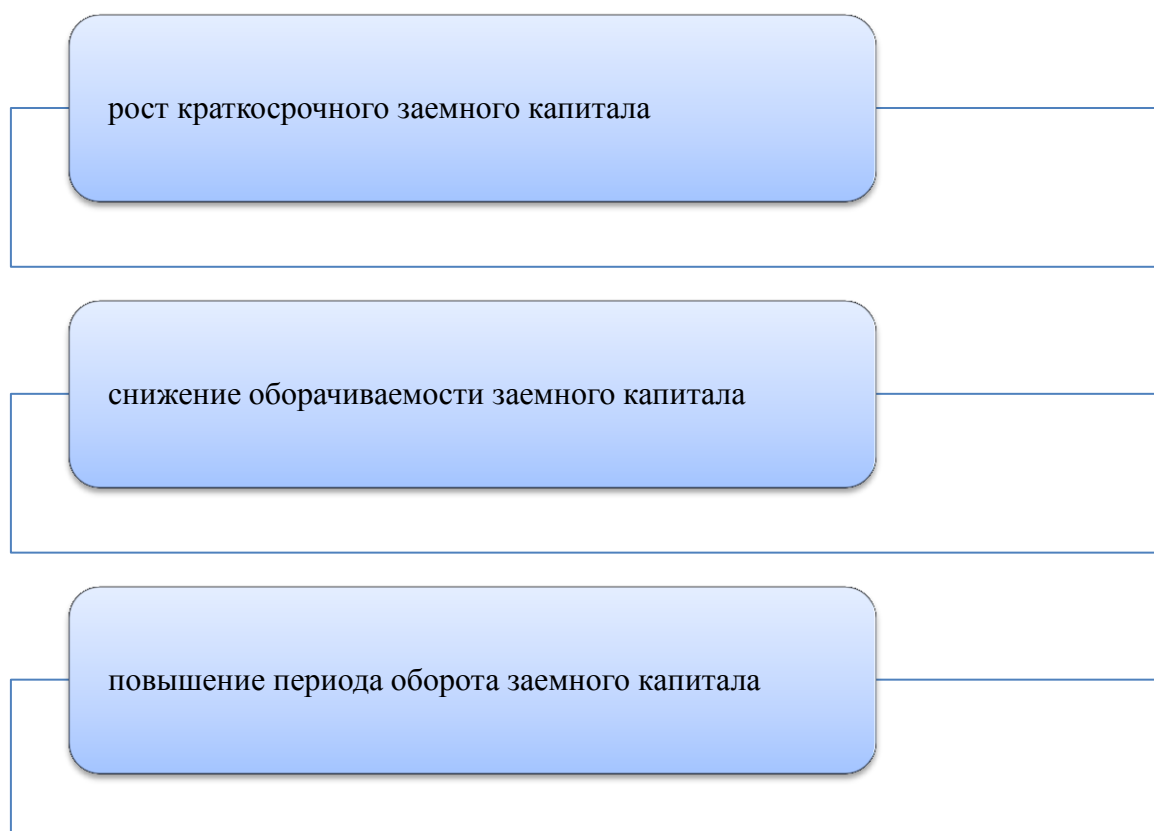 рост краткосрочного заемного капитала
снижение оборачиваемости заемного капитала
повышение периода оборота заемного капитала